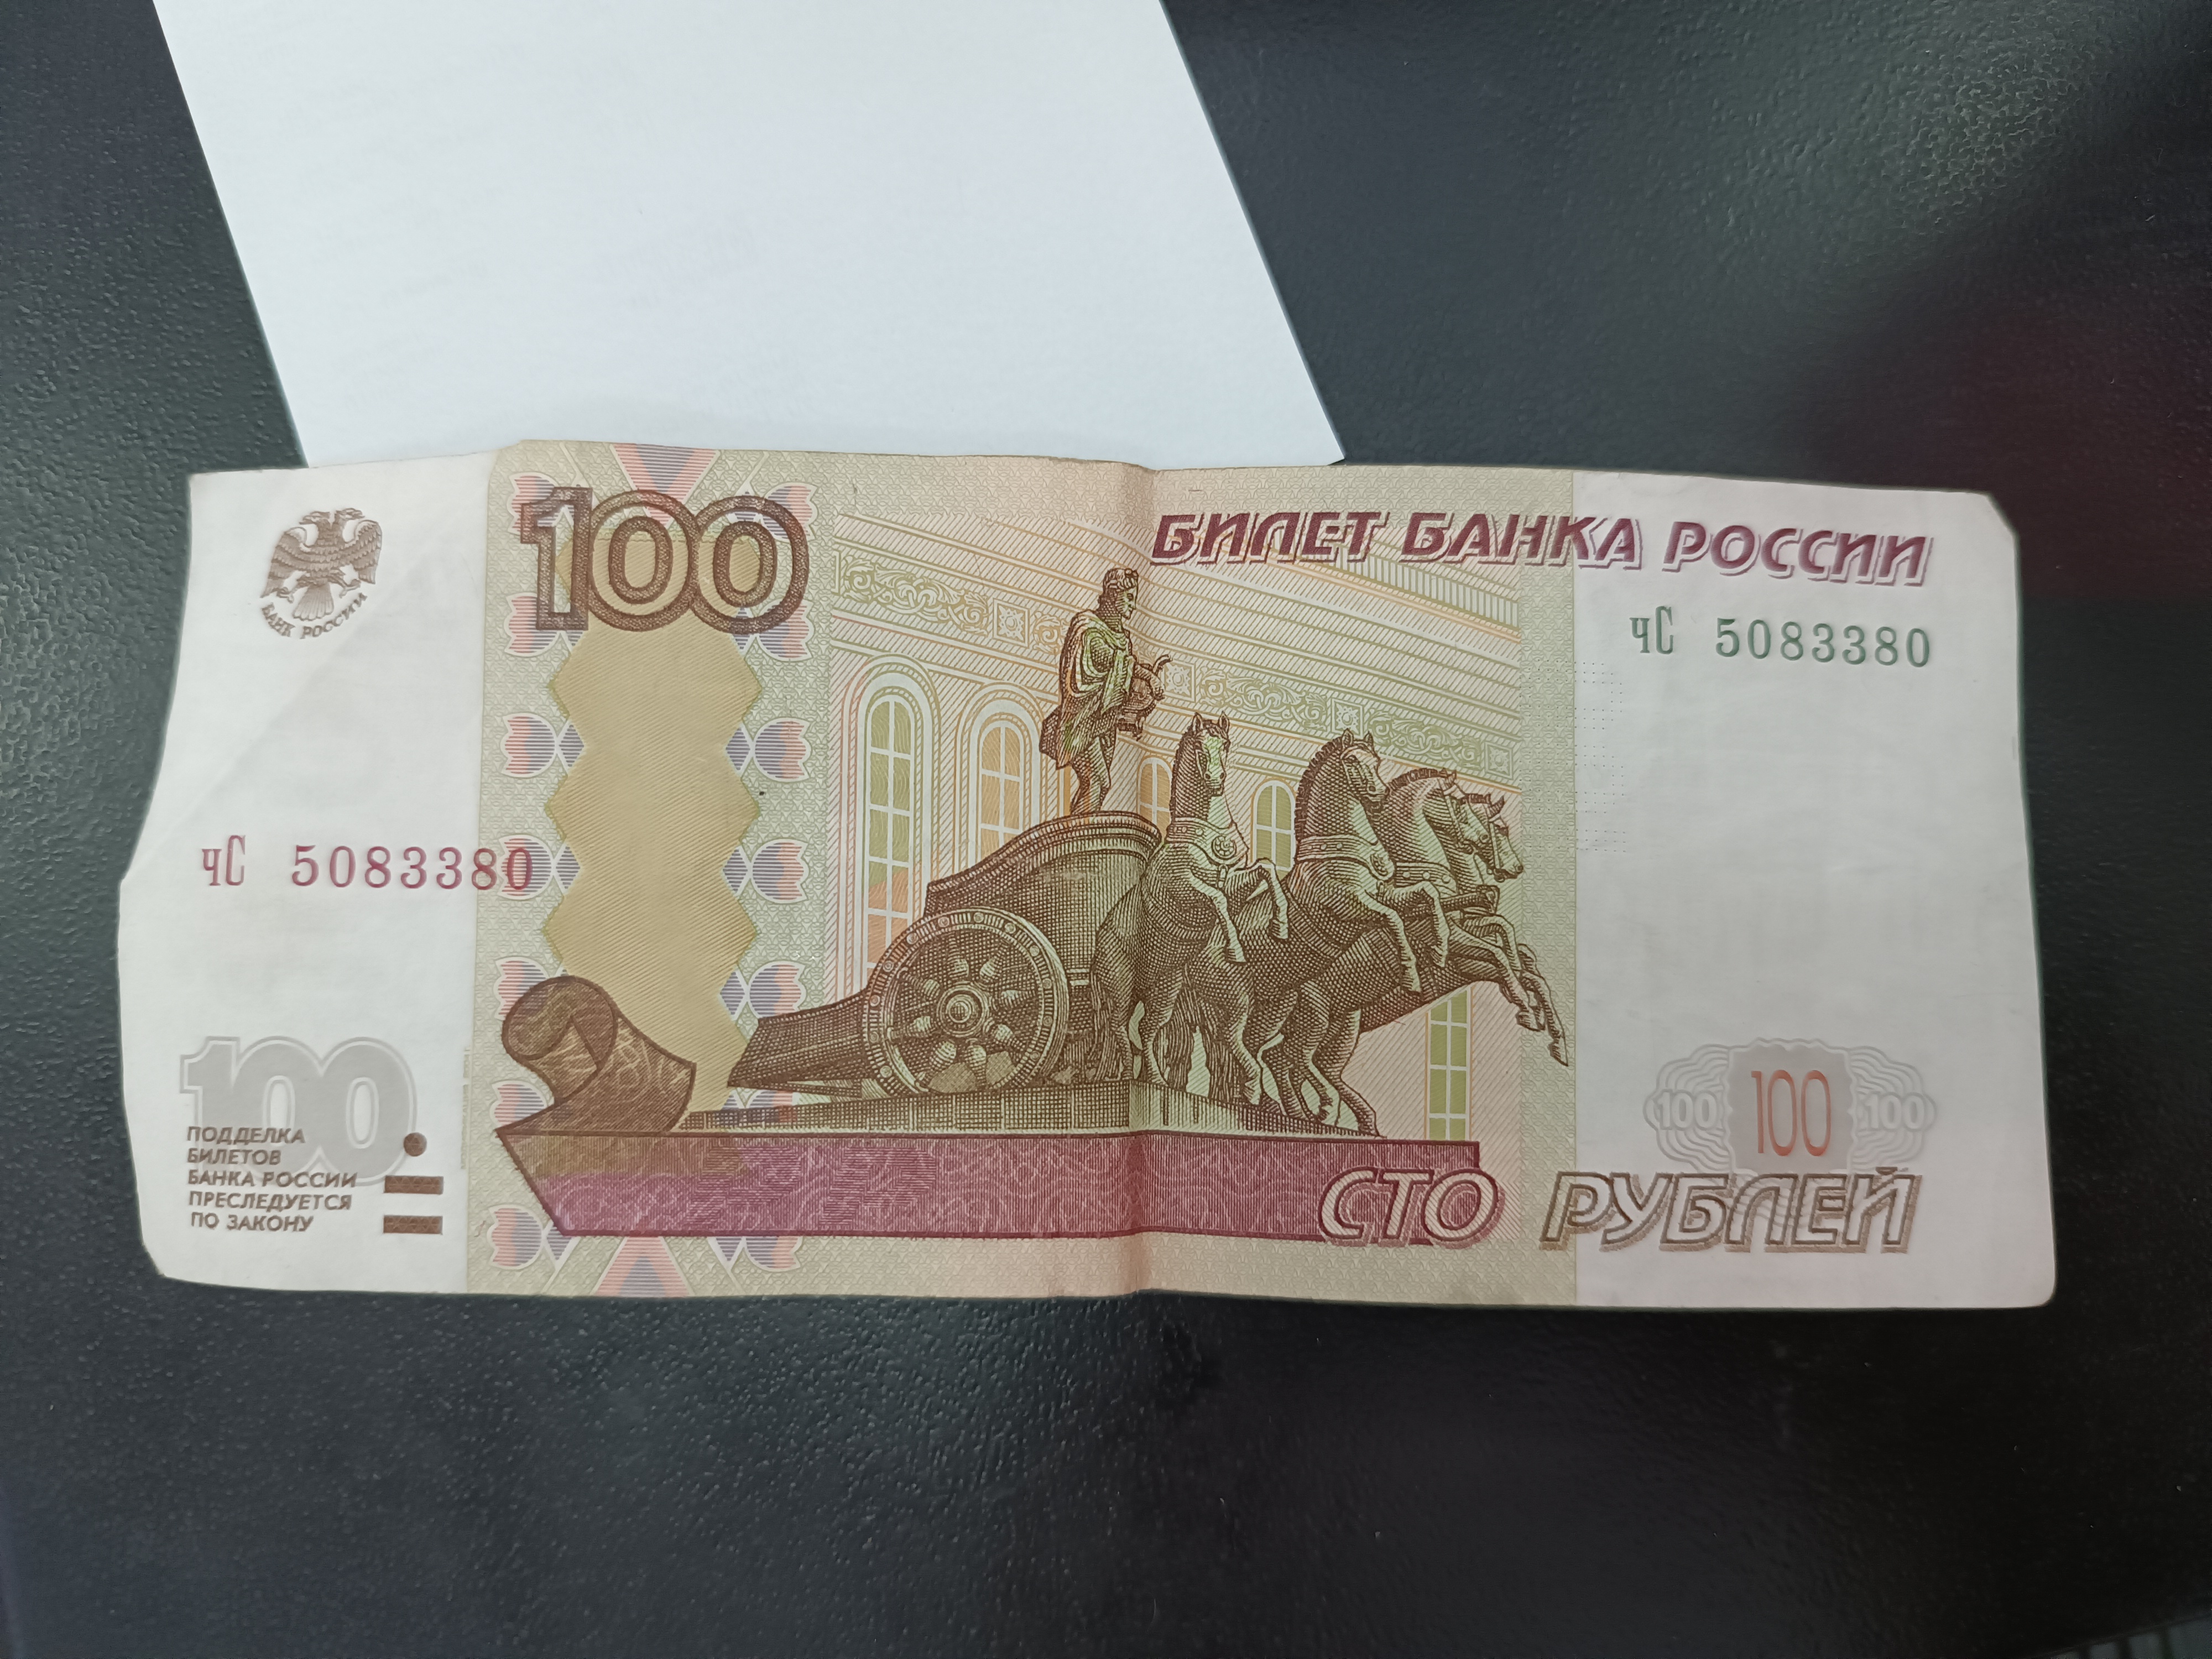 БАНК РОССИИ
100
БИЛЕТ БАНКА РОССИИ
чС 5083380
чС 5083380
100
ПОДДЕЛКА
БИЛЕТОВ
БАНКА РОССИИ
ПРЕСЛЕДУЕТСЯ
ПО ЗАКОНУ
100 100 100
СТО РУБЛЕЙ